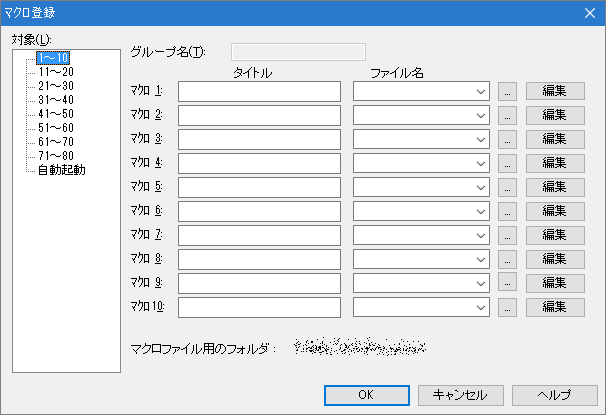 マクロ登録
対象(L):
1～10
11～20
21～30
31～40
41～50
51～60
61～70
71～80
自動起動
グループ名(T):
タイトル ファイル名
マクロ 1: ... 編集
マクロ 2: ... 編集
マクロ 3: ... 編集
マクロ 4: ... 編集
マクロ 5: ... 編集
マクロ 6: ... 編集
マクロ 7: ... 編集
マクロ 8: ... 編集
マクロ 9: ... 編集
マクロ10: ... 編集
マクロファイル用のフォルダ :
OK キャンセル ヘルプ